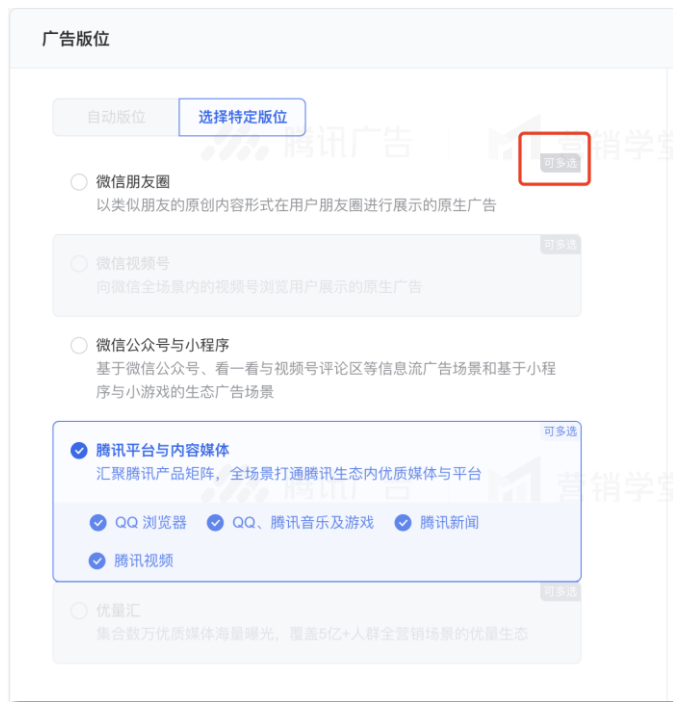 广告版位
自动版位 选择特定版位
腾讯广告 营销学堂
可多选
微信朋友圈
以类似朋友的原创内容形式在用户朋友圈进行展示的原生广告
可多选
微信视频号
向微信全场景内的视频号浏览用户展示的原生广告
微信公众号与小程序
基于微信公众号、看一看与视频号评论区等信息流广告场景和基于小程
序与小游戏的生态广告场景
可多选
腾讯平台与内容媒体
汇聚腾讯产品矩阵，全场景打通腾讯生态内优质媒体与平台
腾讯广告 营销学堂
QQ 浏览器 QQ、腾讯音乐及游戏 腾讯新闻
腾讯视频
可多选
优量汇
集合数万优质媒体海量曝光，覆盖5亿+人群全营销场景的优量生态